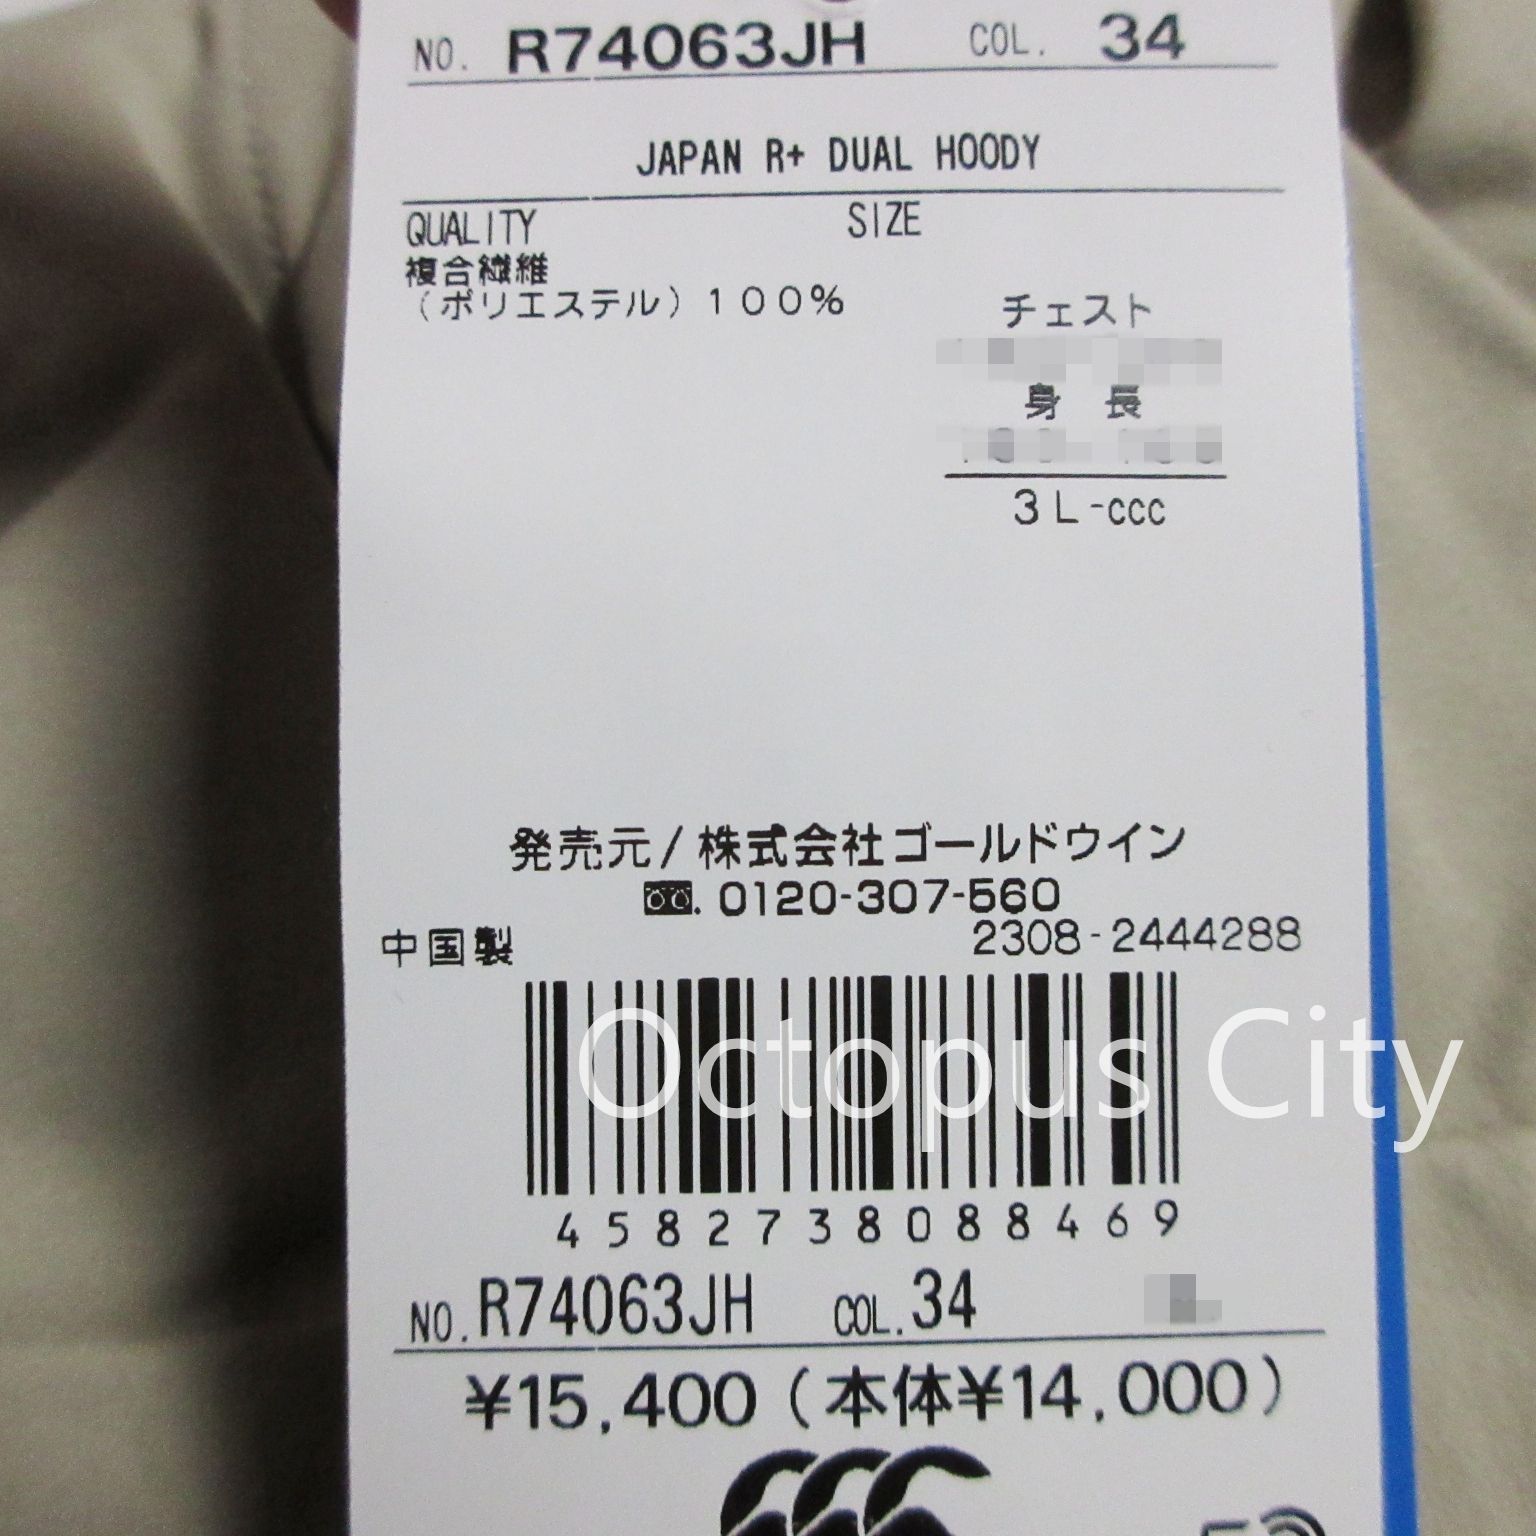 NO. R74063JH COL. 34
JAPAN R+ DUAL HOODY
QUALITY SIZE
複合繊維
（ポリエステル）１００％
チェスト
身 長
３Ｌ-ccc
発売元/株式会社ゴールドウイン
0120-307-560
中国製 2308-2444288
Octopus City
4582738088469
NO. R74063JH COL. 34
¥15,400（本体¥14,000）